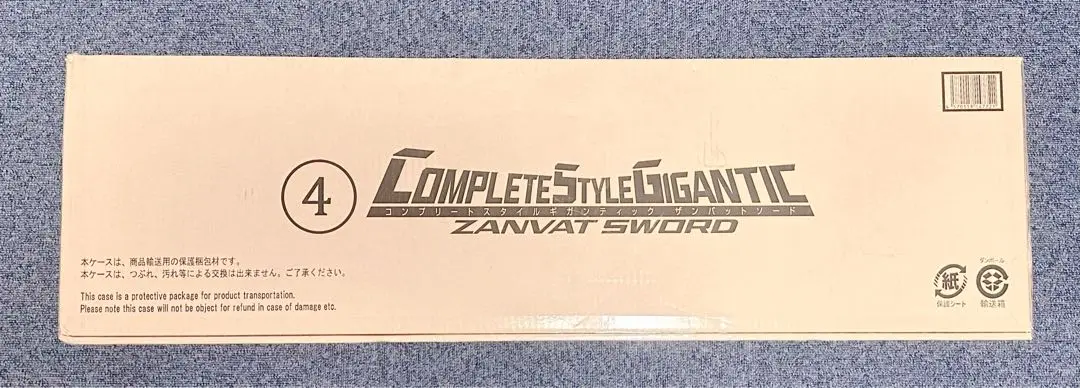 ④
COMPLETE STYLE GIGANTIC
コンプリートスタイルギガンティック ザンバットソード
ZANVAT SWORD
本ケースは、商品輸送用の保護梱包材です。
本ケースは、つぶれ、汚れ等による交換は出来ません。ご了承ください。
This case is a protective package for product transportation.
Please note this case will not be object for refund in case of damage etc.
紙
保護シート
ダンボール
輸送箱